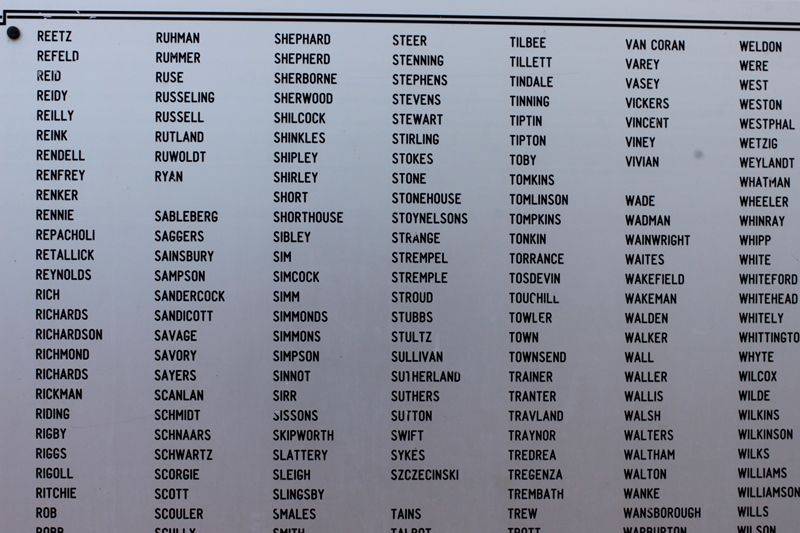 REETZ
REFELD
REID
REIDY
REILLY
REINK
RENDELL
RENFREY
RENKER
RENNIE
REPACHOLI
RETALLICK
REYNOLDS
RICH
RICHARDS
RICHARDSON
RICHMOND
RICHARDS
RICKMAN
RIDING
RIGBY
RIGGS
RIGOLL
RITCHIE
ROB
ROBB
RUHMAN
RUMMER
RUSE
RUSSELING
RUSSELL
RUTLAND
RUWOLDT
RYAN
SABLEBERG
SAGGERS
SAINSBURY
SAMPSON
SANDERCOCK
SANDICOTT
SAVAGE
SAVORY
SAYERS
SCANLAN
SCHMIDT
SCHNAARS
SCHWARTZ
SCORGIE
SCOTT
SCOULER
SCULLY
SHEPHARD
SHEPHERD
SHERBORNE
SHERWOOD
SHILCOCK
SHINKLES
SHIPLEY
SHIRLEY
SHORT
SHORTHOUSE
SIBLEY
SIM
SIMCOCK
SIMM
SIMMONDS
SIMMONS
SIMPSON
SINNOT
SIRR
SISSONS
SKIPWORTH
SLATTERY
SLEIGH
SLINGSBY
SMALES
SMITH
STEER
STENNING
STEPHENS
STEVENS
STEWART
STIRLING
STOKES
STONE
STONEHOUSE
STOYNELSONS
STRANGE
STREMPEL
STREMPLE
STROUD
STUBBS
STULTZ
SULLIVAN
SUTHERLAND
SUTHERS
SUTTON
SWIFT
SYKES
SZCZECINSKI
TAINS
TALBOT
TILBEE
TILLETT
TINDALE
TINNING
TIPTIN
TIPTON
TOBY
TOMKINS
TOMLINSON
TOMPKINS
TONKIN
TORRANCE
TOSDEVIN
TOUCHILL
TOWLER
TOWN
TOWNSEND
TRAINER
TRANTER
TRAVLAND
TRAYNOR
TREDREA
TREGENZA
TREMBATH
TREW
TROTT
VAN CORAN
VAREY
VASEY
VICKERS
VINCENT
VINEY
VIVIAN
WADE
WADMAN
WAINWRIGHT
WAITES
WAKEFIELD
WAKEMAN
WALDEN
WALKER
WALL
WALLER
WALLIS
WALSH
WALTERS
WALTHAM
WALTON
WANKE
WANSBOROUGH
WARBURTON
WELDON
WERE
WEST
WESTON
WESTPHAL
WETZIG
WEYLANDT
WHATMAN
WHEELER
WHINRAY
WHIPP
WHITE
WHITEFORD
WHITEHEAD
WHITELY
WHITTINGTO
WHYTE
WILCOX
WILDE
WILKINS
WILKINSON
WILKS
WILLIAMS
WILLIAMSON
WILLS
WILSON